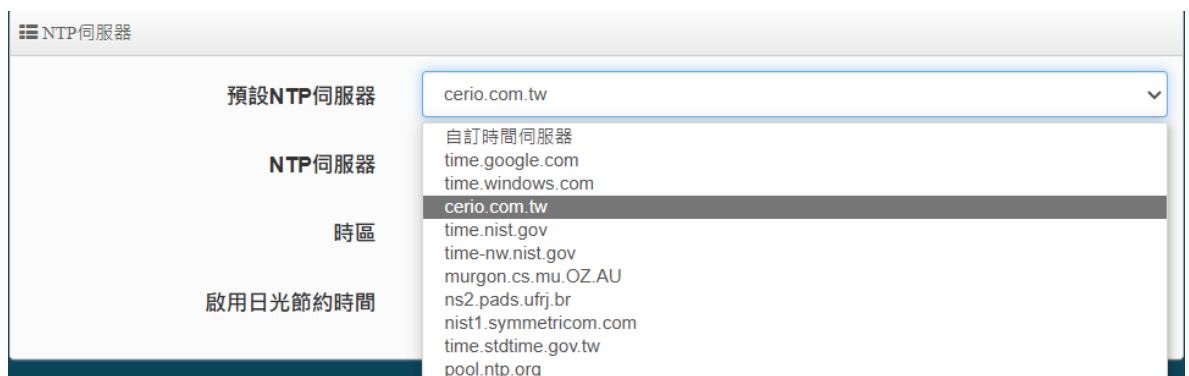 NTP伺服器
預設NTP伺服器
cerio.com.tw
自訂時間伺服器
time.google.com
time.windows.com
cerio.com.tw
time.nist.gov
time-nw.nist.gov
murgon.cs.mu.OZ.AU
ns2.pads.ufrj.br
nist1.symmetricom.com
time.stdtime.gov.tw
pool.ntp.org
NTP伺服器
時區
啟用日光節約時間